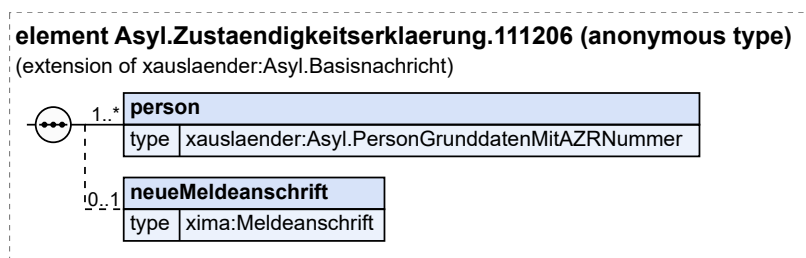 element Asyl.Zustaendigkeitserklaerung.111206 (anonymous type)
(extension of xauslaender:Asyl.Basisnachricht)
1..* person
type xauslaender:Asyl.PersonGrunddatenMitAZRNummer
0..1 neueMeldeanschrift
type xima:Meldeanschrift